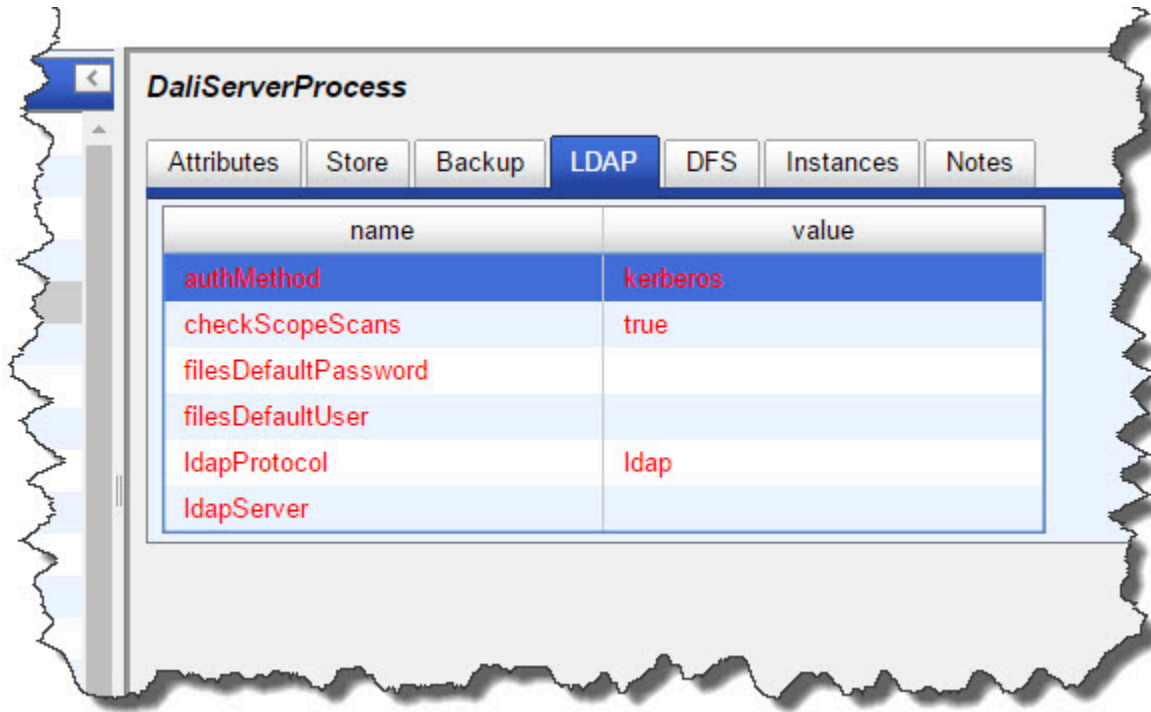 DaliServerProcess
Attributes Store Backup LDAP DFS Instances Notes
name value
authMethod kerberos
checkScopeScans true
filesDefaultPassword
filesDefaultUser
ldapProtocol ldap
ldapServer